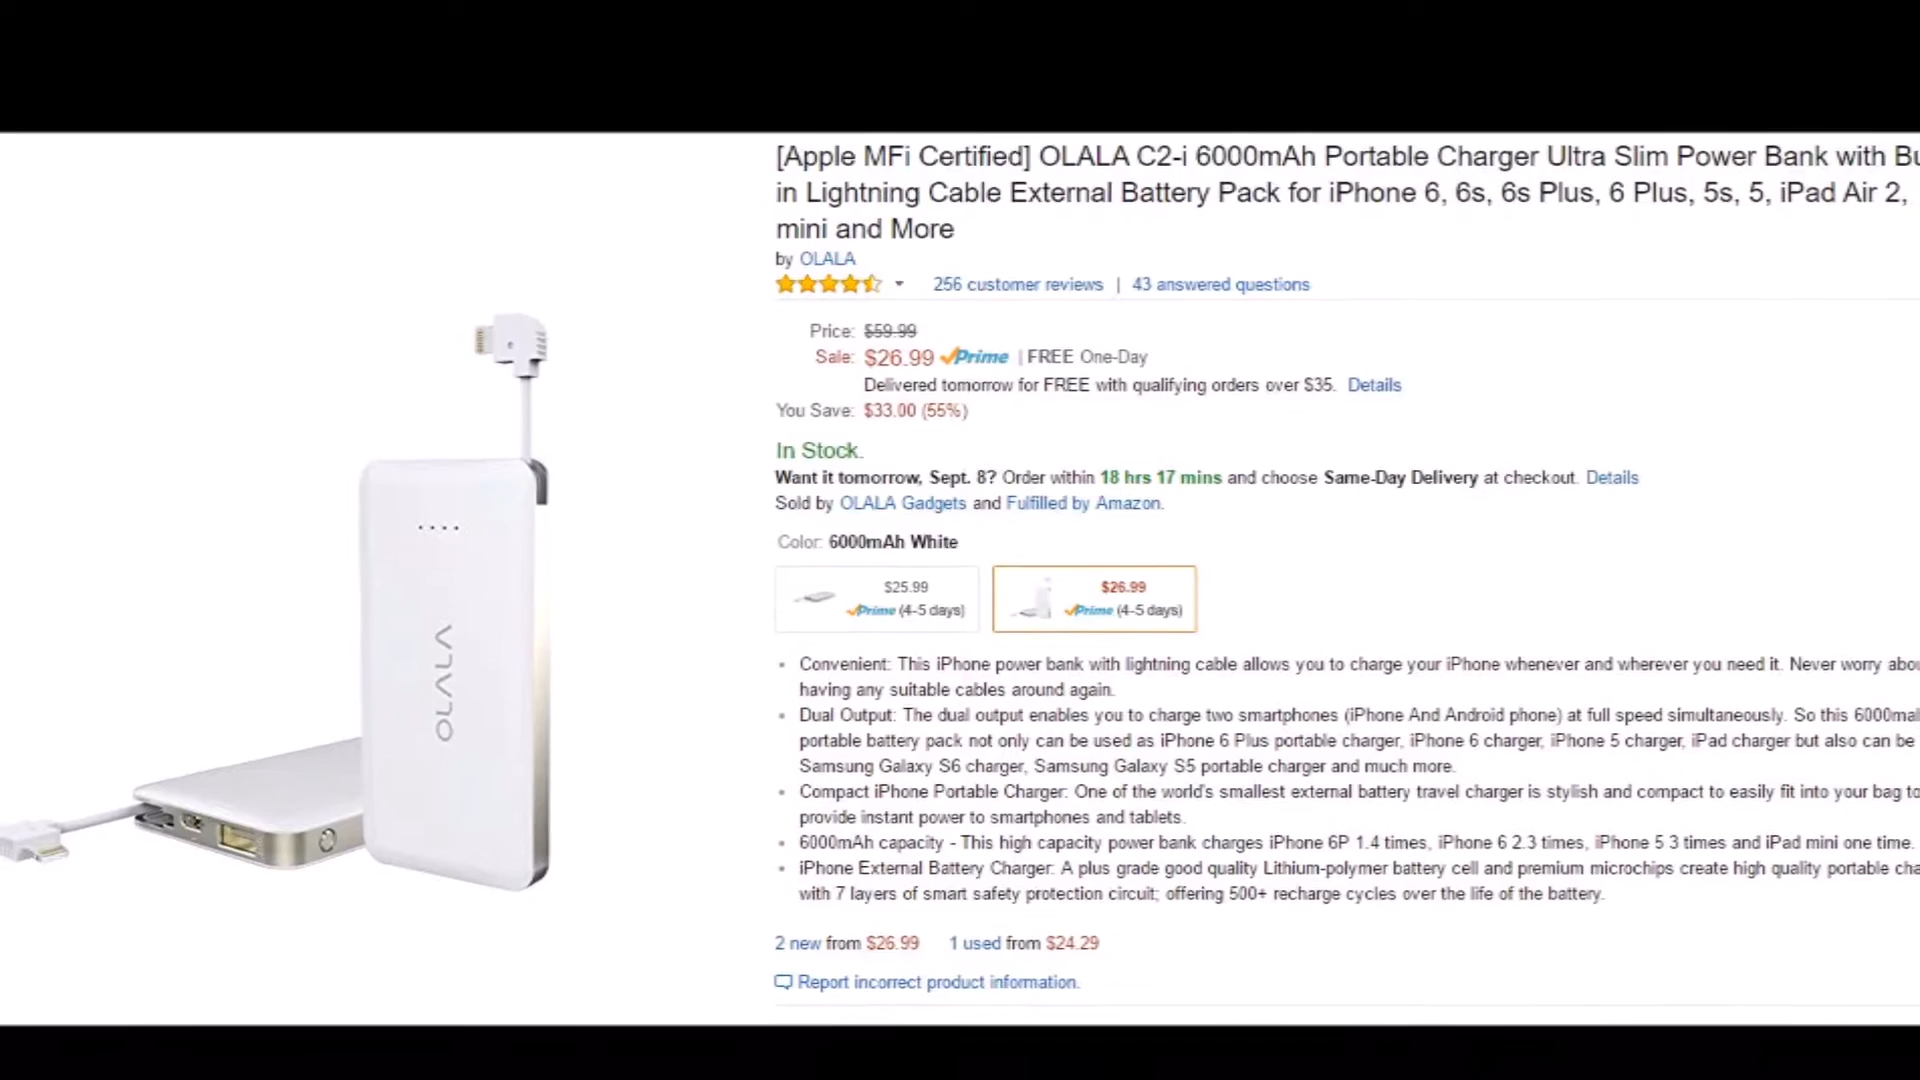 [Apple MFi Certified] OLALA C2-i 6000mAh Portable Charger Ultra Slim Power Bank with Bu
in Lightning Cable External Battery Pack for iPhone 6, 6s, 6s Plus, 6 Plus, 5s, 5, iPad Air 2,
mini and More
by OLALA
256 customer reviews | 43 answered questions
Price: $59.99
Sale: $26.99 Prime | FREE One-Day
Delivered tomorrow for FREE with qualifying orders over $35. Details
You Save: $33.00 (55%)
In Stock.
Want it tomorrow, Sept. 8? Order within 18 hrs 17 mins and choose Same-Day Delivery at checkout. Details
Sold by OLALA Gadgets and Fulfilled by Amazon.
Color: 6000mAh White
$25.99
Prime (4-5 days)
$26.99
Prime (4-5 days)
OLALA
• Convenient: This iPhone power bank with lightning cable allows you to charge your iPhone whenever and wherever you need it. Never worry abou
having any suitable cables around again.
• Dual Output: The dual output enables you to charge two smartphones (iPhone And Android phone) at full speed simultaneously. So this 6000mal
portable battery pack not only can be used as iPhone 6 Plus portable charger, iPhone 6 charger, iPhone 5 charger, iPad charger but also can be
Samsung Galaxy S6 charger, Samsung Galaxy S5 portable charger and much more.
• Compact iPhone Portable Charger: One of the world's smallest external battery travel charger is stylish and compact to easily fit into your bag to
provide instant power to smartphones and tablets.
• 6000mAh capacity - This high capacity power bank charges iPhone 6P 1.4 times, iPhone 6 2.3 times, iPhone 5 3 times and iPad mini one time.
• iPhone External Battery Charger: A plus grade good quality Lithium-polymer battery cell and premium microchips create high quality portable cha
with 7 layers of smart safety protection circuit; offering 500+ recharge cycles over the life of the battery.
2 new from $26.99 1 used from $24.29
Report incorrect product information.